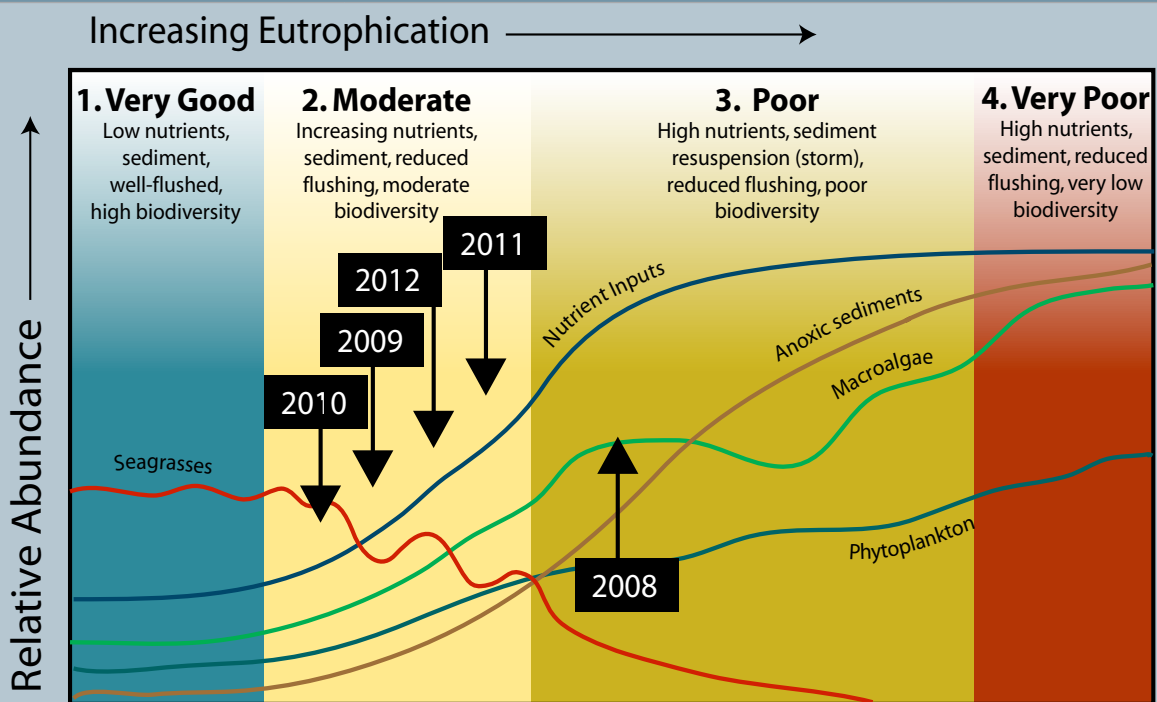 Increasing Eutrophication
1. Very Good
Low nutrients,
sediment,
well-flushed,
high biodiversity
2. Moderate
Increasing nutrients,
sediment, reduced
flushing, moderate
biodiversity
3. Poor
High nutrients, sediment
resuspension (storm),
reduced flushing, poor
biodiversity
4. Very Poor
High nutrients,
sediment, reduced
flushing, very low
biodiversity
2011
2012
2009
2010
2008
Seagrasses
Nutrient Inputs
Anoxic sediments
Macroalgae
Phytoplankton
Relative Abundance